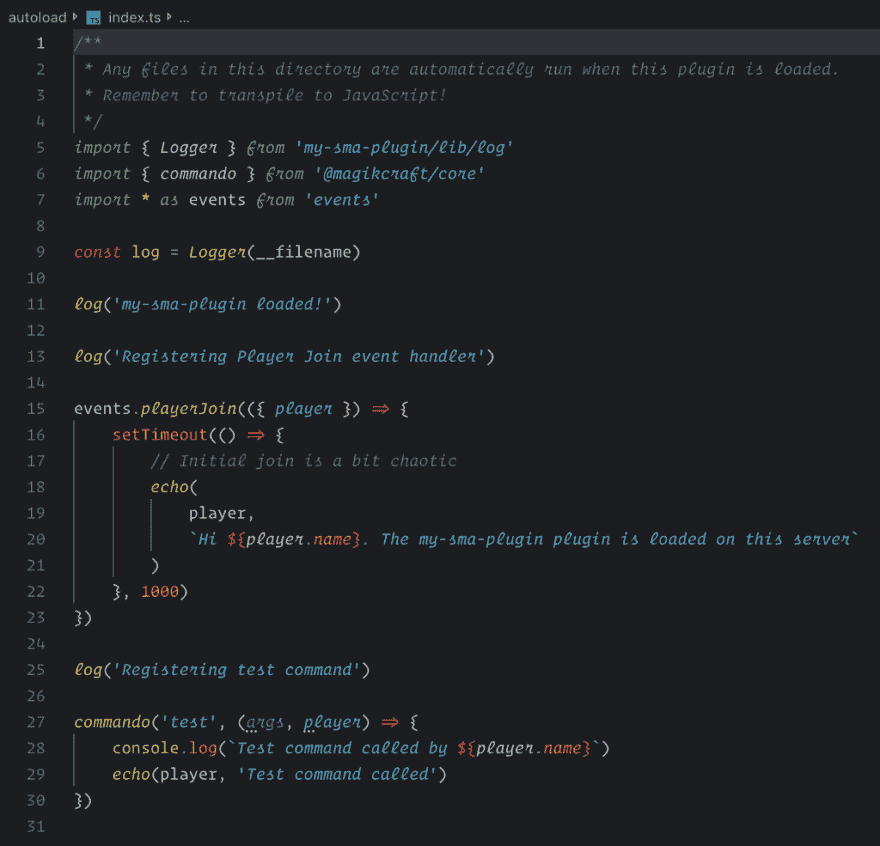 autoload ▸ TS index.ts ▸ ...
1 /**
2  * Any files in this directory are automatically run when this plugin is loaded.
3  * Remember to transpile to JavaScript!
4  */
5 import { Logger } from 'my-sma-plugin/lib/log'
6 import { commando } from '@magikcraft/core'
7 import * as events from 'events'
8
9 const log = Logger(__filename)
10
11 log('my-sma-plugin loaded!')
12
13 log('Registering Player Join event handler')
14
15 events.playerJoin(({ player }) => {
16     setTimeout(() => {
17         // Initial join is a bit chaotic
18         echo(
19             player,
20             `Hi ${player.name}. The my-sma-plugin plugin is loaded on this server`
21         )
22     }, 1000)
23 })
24
25 log('Registering test command')
26
27 commando('test', (args, player) => {
28     console.log(`Test command called by ${player.name}`)
29     echo(player, 'Test command called')
30 })
31